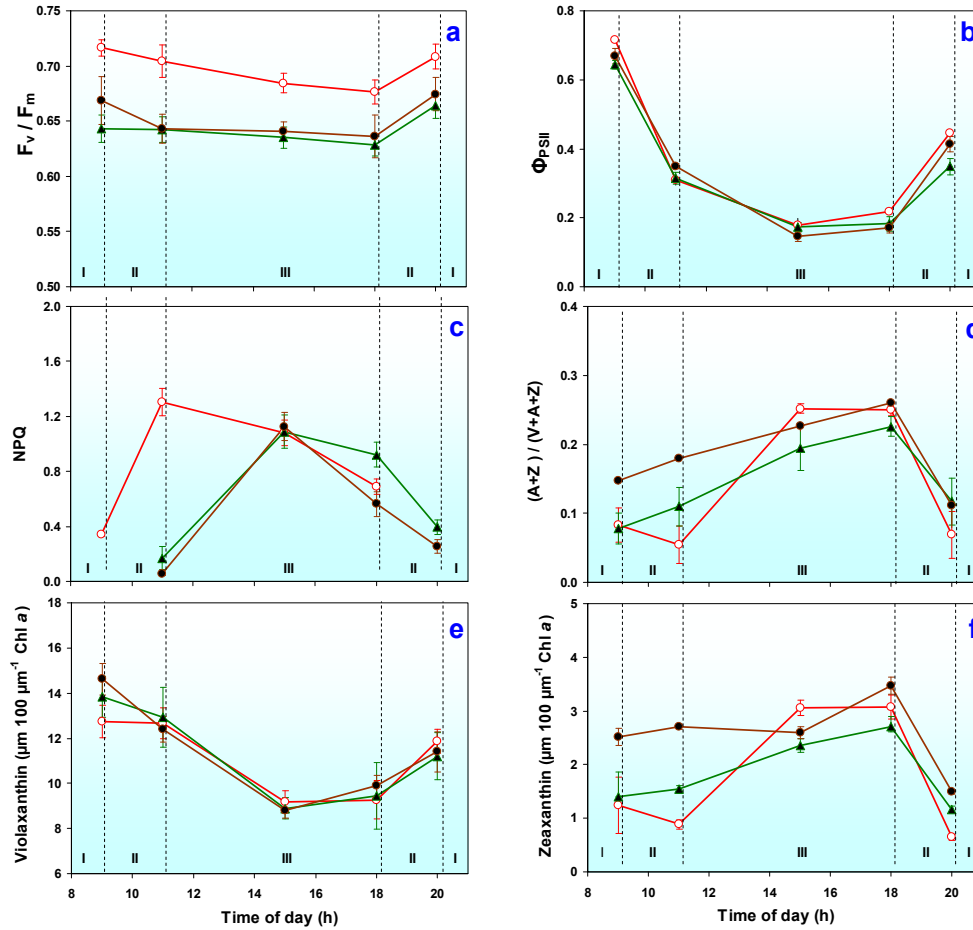 a
F_v / F_m
0.75
0.70
0.65
0.60
0.55
0.50
I II III II I
b
Φ_PSII
0.8
0.6
0.4
0.2
0.0
I II III II I
c
NPQ
2.0
1.6
1.2
0.8
0.4
0.0
I II III II I
d
(A+Z ) / (V+A+Z)
0.4
0.3
0.2
0.1
0.0
I II III II I
e
Violaxanthin (µm 100 µm⁻¹ Chl a)
18
16
14
12
10
8
6
I II III II I
8 10 12 14 16 18 20
Time of day (h)
f
Zeaxanthin (µm 100 µm⁻¹ Chl a)
5
4
3
2
1
0
I II III II I
8 10 12 14 16 18 20
Time of day (h)